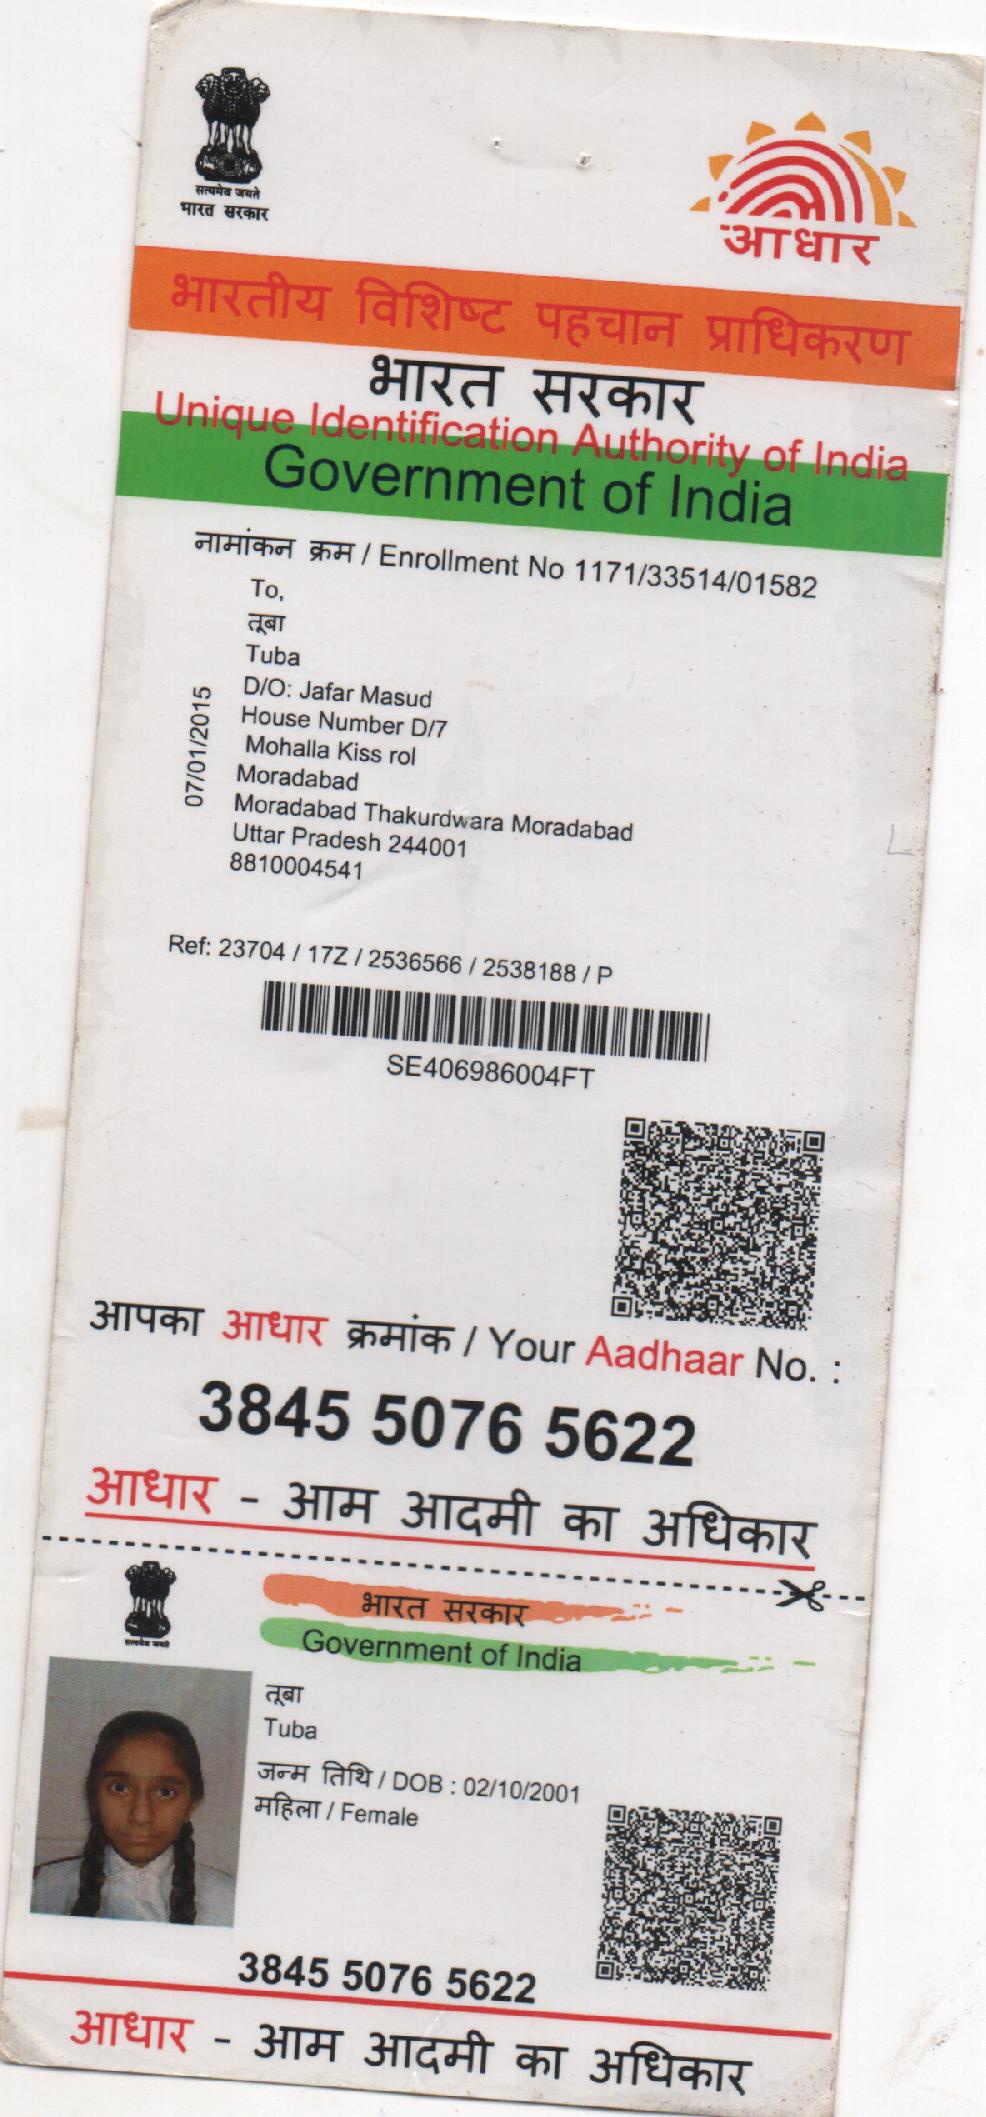 सत्यमेव जयते
भारत सरकार
आधार
भारतीय विशिष्ट पहचान प्राधिकरण
भारत सरकार
Unique Identification Authority of India
Government of India
नामांकन क्रम / Enrollment No 1171/33514/01582
To,
तूबा
Tuba
D/O: Jafar Masud
House Number D/7
Mohalla Kiss rol
Moradabad
Moradabad Thakurdwara Moradabad
Uttar Pradesh 244001
8810004541
07/01/2015
Ref: 23704 / 17Z / 2536566 / 2538188 / P
SE406986004FT
आपका आधार क्रमांक / Your Aadhaar No. :
3845 5076 5622
आधार - आम आदमी का अधिकार
सत्यमेव जयते
भारत सरकार
Government of India
तूबा
Tuba
जन्म तिथि / DOB : 02/10/2001
महिला / Female
3845 5076 5622
आधार - आम आदमी का अधिकार